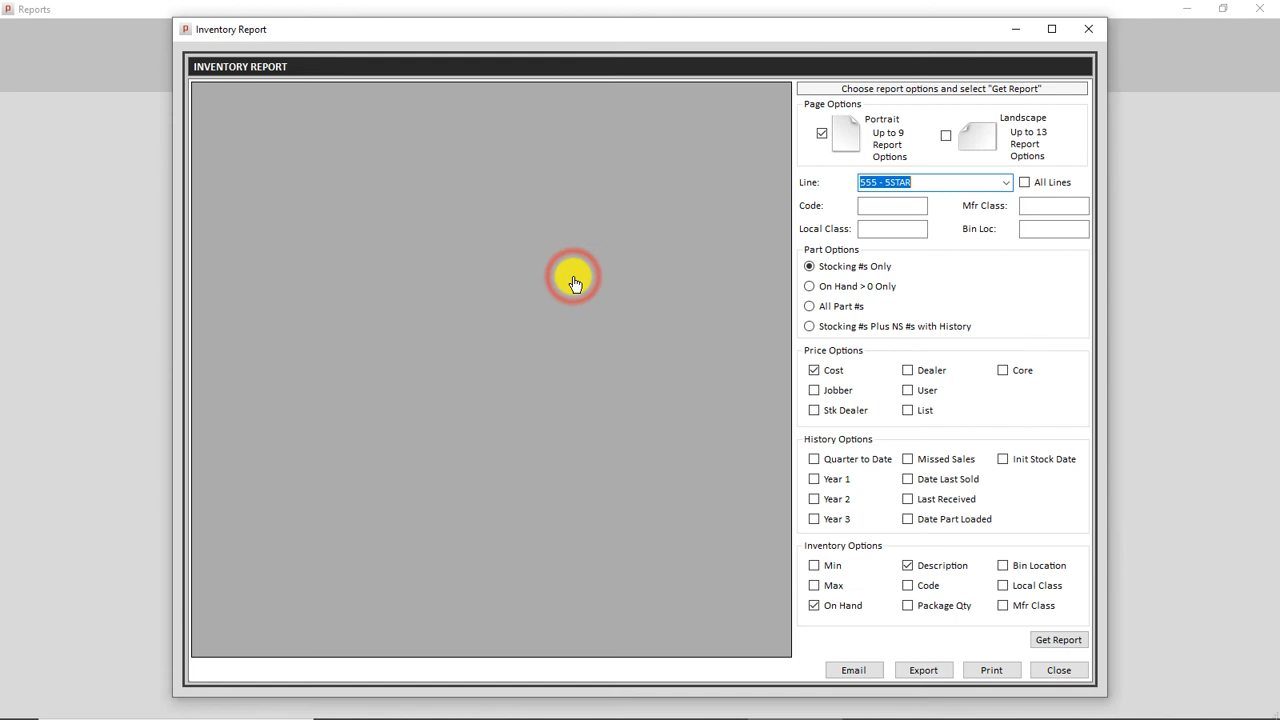 Reports
Inventory Report
INVENTORY REPORT
Choose report options and select "Get Report"
Page Options
Portrait
Up to 9
Report
Options
Landscape
Up to 13
Report
Options
Line: 555 - 5STAR All Lines
Code: Mfr Class:
Local Class: Bin Loc:
Part Options
Stocking #s Only
On Hand > 0 Only
All Part #s
Stocking #s Plus NS #s with History
Price Options
Cost Dealer Core
Jobber User
Stk Dealer List
History Options
Quarter to Date Missed Sales Init Stock Date
Year 1 Date Last Sold
Year 2 Last Received
Year 3 Date Part Loaded
Inventory Options
Min Description Bin Location
Max Code Local Class
On Hand Package Qty Mfr Class
Get Report
Email Export Print Close